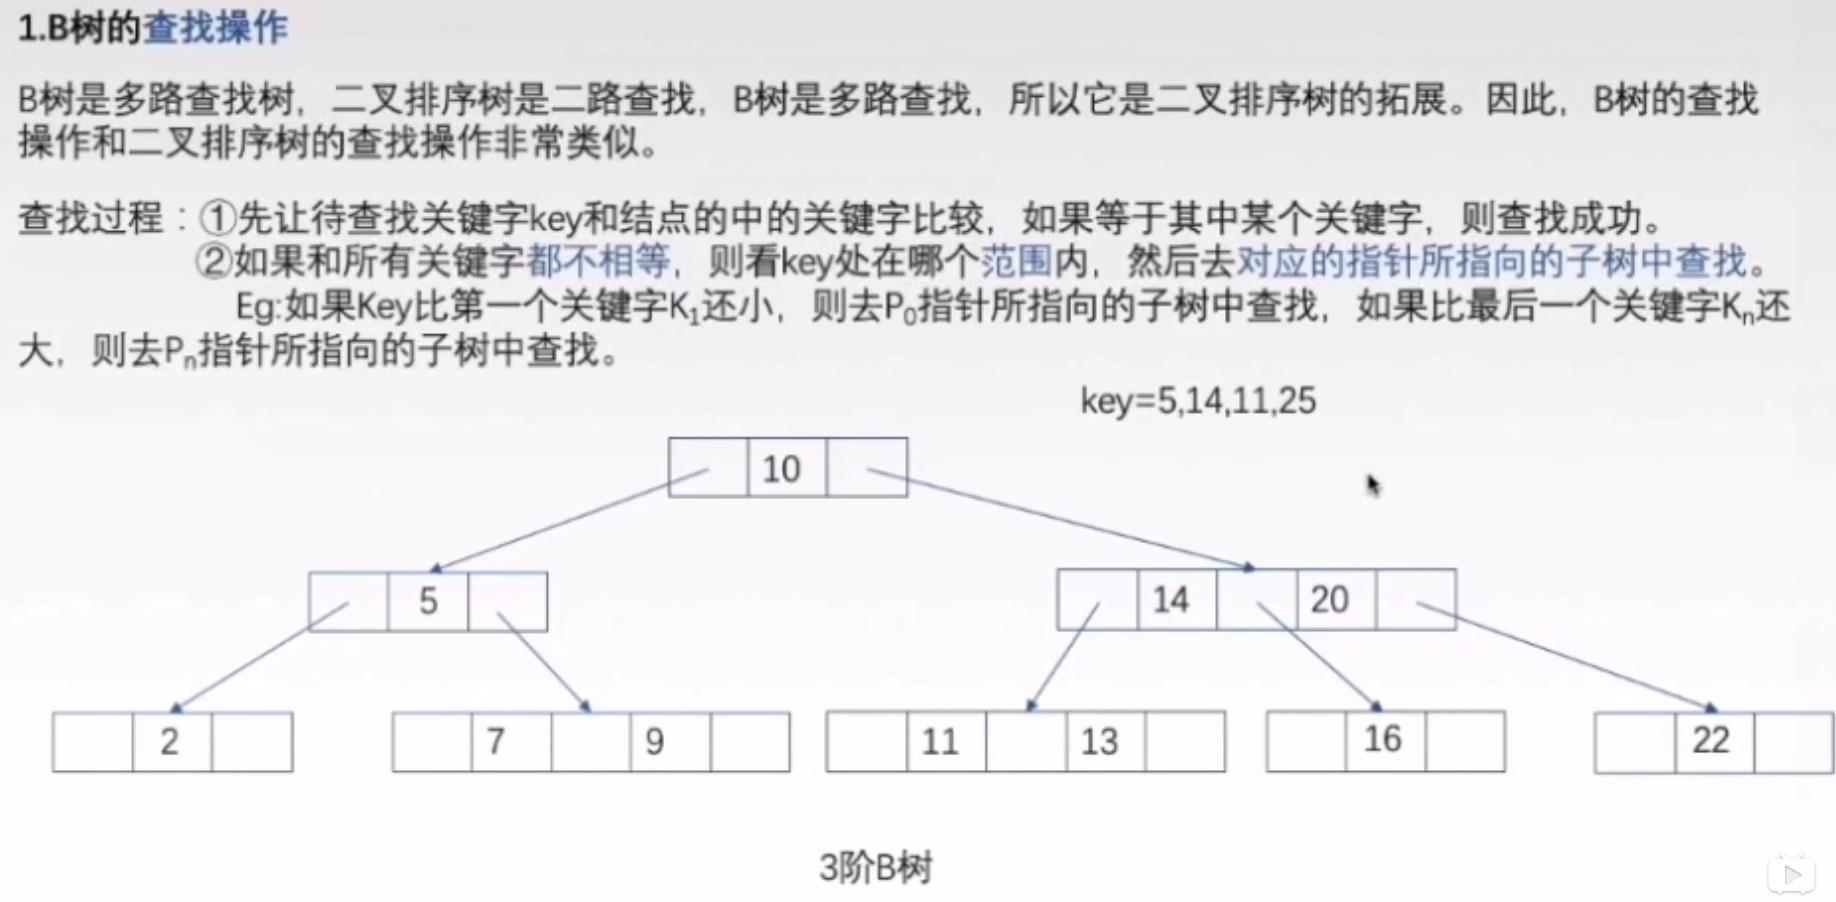 1.B树的查找操作
B树是多路查找树，二叉排序树是二路查找，B树是多路查找，所以它是二叉排序树的拓展。因此，B树的查找
操作和二叉排序树的查找操作非常类似。
查找过程：①先让待查找关键字key和结点的中的关键字比较，如果等于其中某个关键字，则查找成功。
②如果和所有关键字都不相等，则看key处在哪个范围内，然后去对应的指针所指向的子树中查找。
Eg:如果Key比第一个关键字K₁还小，则去P₀指针所指向的子树中查找，如果比最后一个关键字Kₙ还
大，则去Pₙ指针所指向的子树中查找。
key=5,14,11,25
10
5 14 20
2 7 9 11 13 16 22
3阶B树